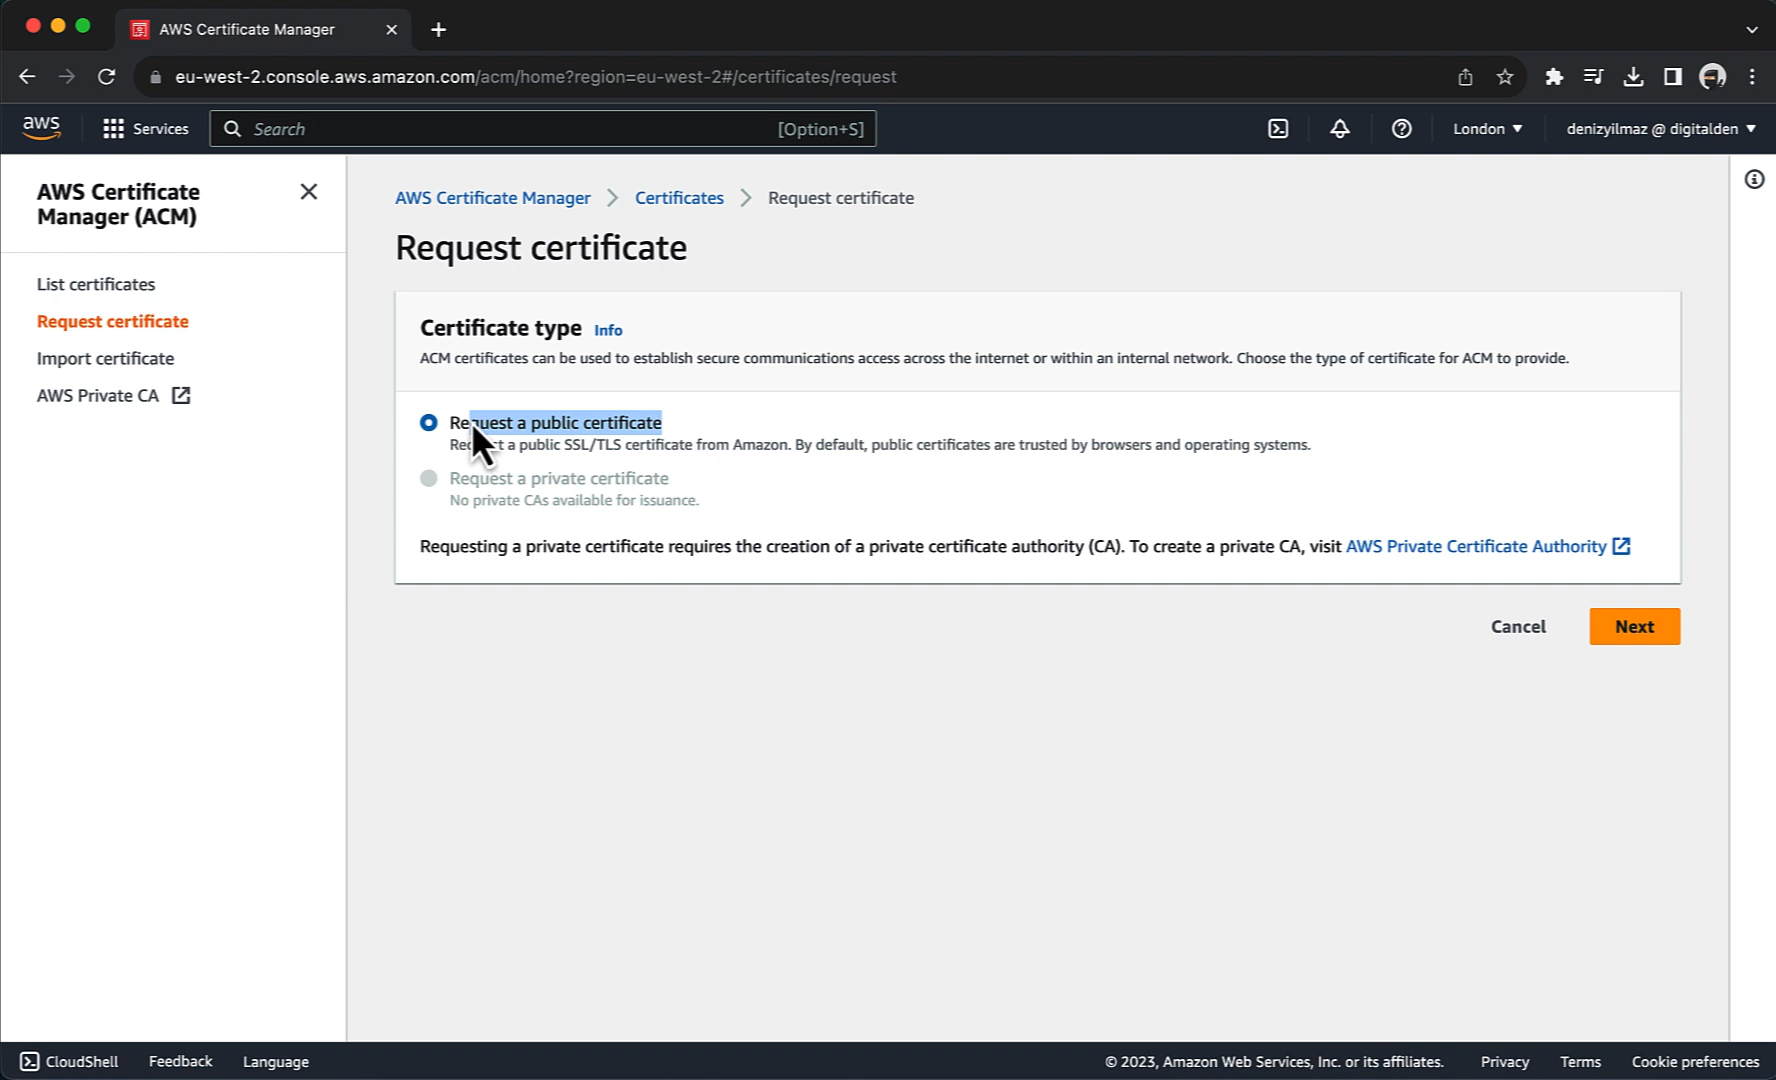 AWS Certificate Manager
eu-west-2.console.aws.amazon.com/acm/home?region=eu-west-2#/certificates/request
aws
Services
Search
[Option+S]
London
denizyilmaz @ digitalden
AWS Certificate
Manager (ACM)
List certificates
Request certificate
Import certificate
AWS Private CA
AWS Certificate Manager
Certificates
Request certificate
Request certificate
Certificate type Info
ACM certificates can be used to establish secure communications access across the internet or within an internal network. Choose the type of certificate for ACM to provide.
Request a public certificate
Request a public SSL/TLS certificate from Amazon. By default, public certificates are trusted by browsers and operating systems.
Request a private certificate
No private CAs available for issuance.
Requesting a private certificate requires the creation of a private certificate authority (CA). To create a private CA, visit AWS Private Certificate Authority
Cancel
Next
CloudShell
Feedback
Language
© 2023, Amazon Web Services, Inc. or its affiliates.
Privacy
Terms
Cookie preferences